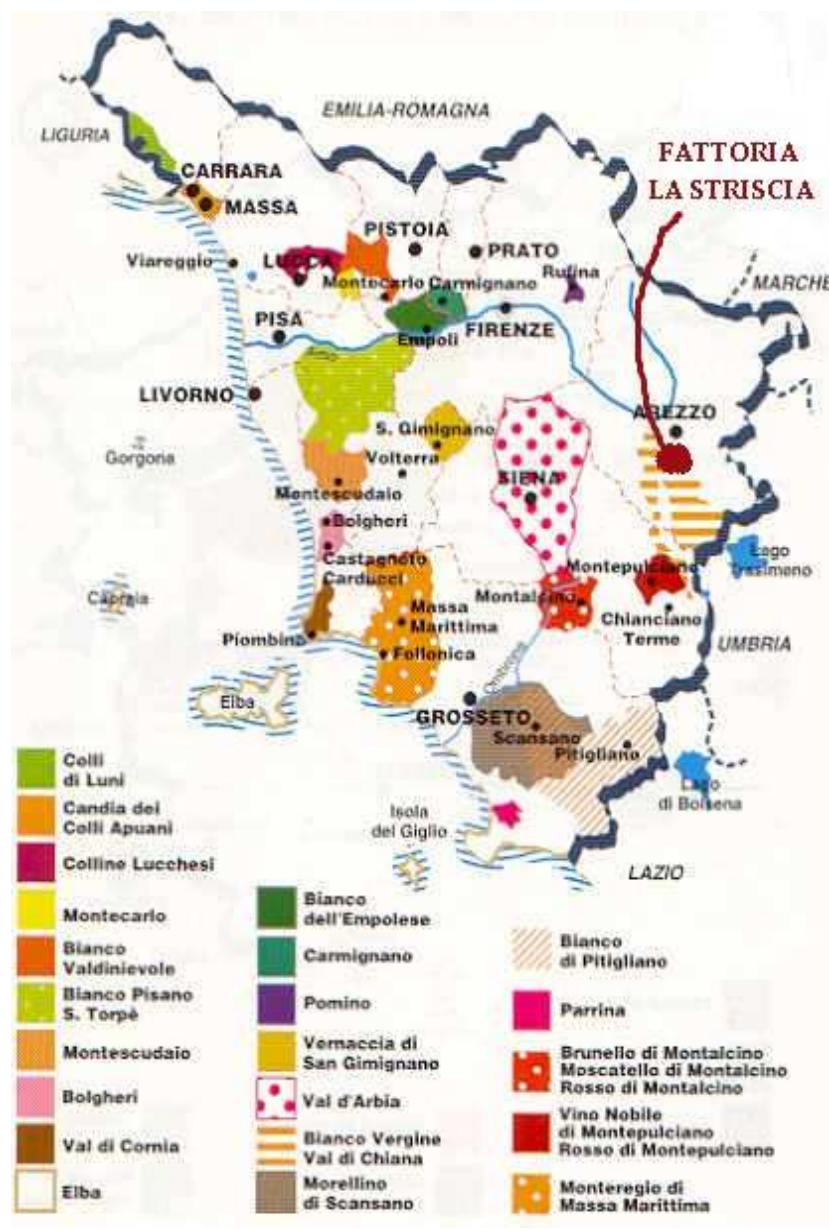 EMILIA-ROMAGNA
LIGURIA
FATTORIA
LA STRISCIA
CARRARA
MASSA
PISTOIA
PRATO
Viareggio
LUCCA
Rufina
MARCHE
Montecarlo
Carmignano
PISA
Empoli
FIRENZE
Arno
LIVORNO
AREZZO
S. Gimignano
Gorgona
Volterra
SIENA
Montescudaio
Bolgheri
Lago
Trasimeno
Castagneto
Carducci
Montepulciano
Capraia
Montalcino
Massa
Marittima
Chianciano
Terme
Piombino
UMBRIA
Follonica
Ombrone
Elba
GROSSETO
Scansano
Pitigliano
Lago
di Bolsena
Isola
del Giglio
LAZIO
Colli
di Luni
Candia dei
Colli Apuani
Colline Lucchesi
Montecarlo
Bianco
Valdinievole
Bianco Pisano
S. Torpè
Montescudaio
Bolgheri
Val di Cornia
Elba
Bianco
dell'Empolese
Carmignano
Pomino
Vernaccia di
San Gimignano
Val d'Arbia
Bianco Vergine
Val di Chiana
Morellino
di Scansano
Bianco
di Pitigliano
Parrina
Brunello di Montalcino
Moscatello di Montalcino
Rosso di Montalcino
Vino Nobile
di Montepulciano
Rosso di Montepulciano
Monteregio di
Massa Marittima